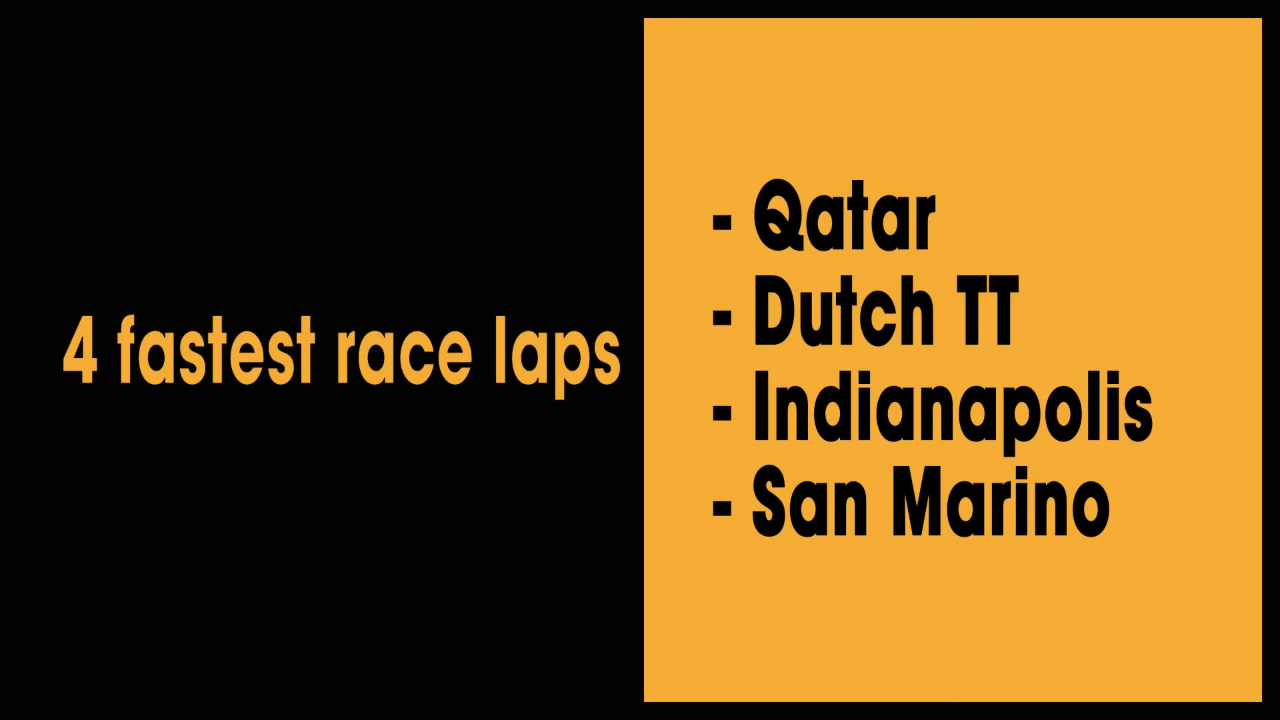 4 fastest race laps
- Qatar
- Dutch TT
- Indianapolis
- San Marino